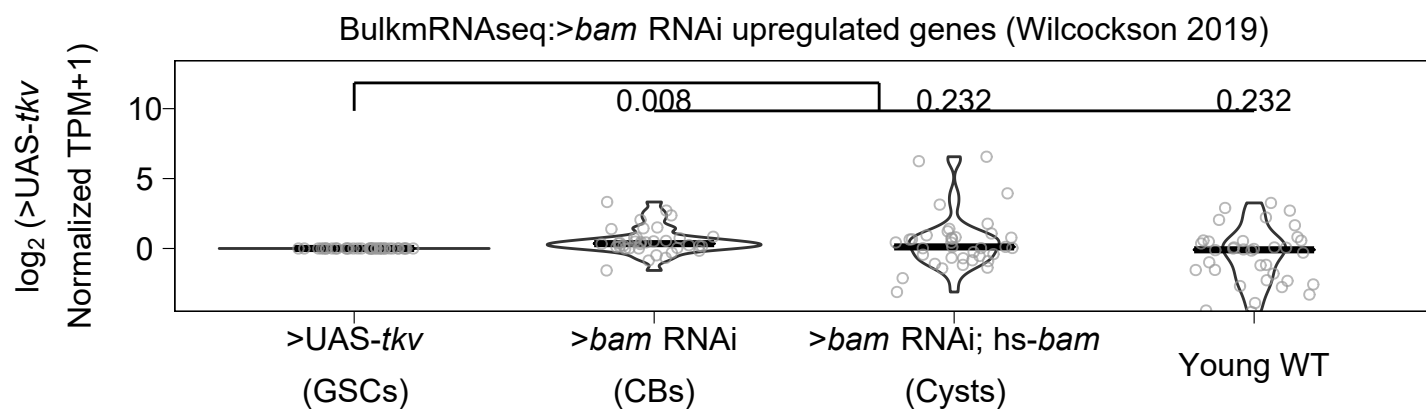 BulkmRNAseq:>bam RNAi upregulated genes (Wilcockson 2019)
log2 (>UAS-tkv
Normalized TPM+1)
10
5
0
0.008
0.232
0.232
>UAS-tkv
(GSCs)
>bam RNAi
(CBs)
>bam RNAi; hs-bam
(Cysts)
Young WT